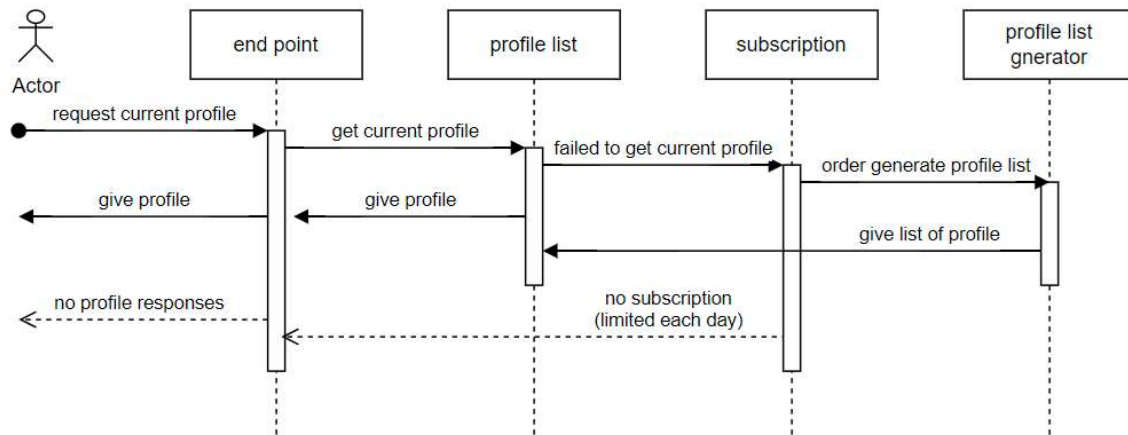 end point
profile list
subscription
profile list
gnerator
Actor
request current profile
get current profile
failed to get current profile
order generate profile list
give profile
give profile
give list of profile
no profile responses
no subscription
(limited each day)